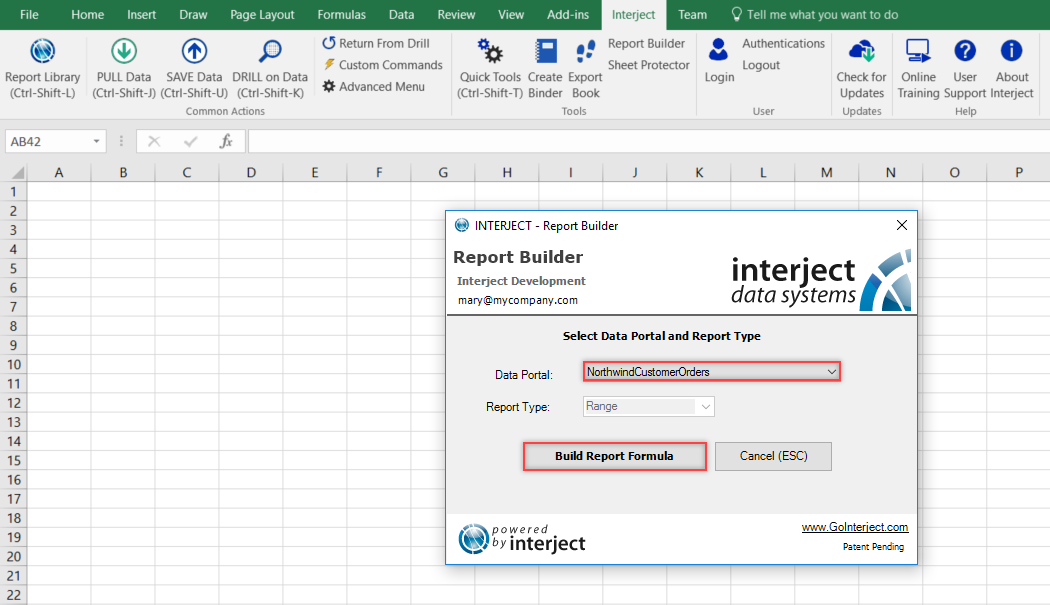 File Home Insert Draw Page Layout Formulas Data Review View Add-ins Interject Team Tell me what you want to do
Report Library
(Ctrl-Shift-L)
PULL Data
(Ctrl-Shift-J)
SAVE Data
(Ctrl-Shift-U)
DRILL on Data
(Ctrl-Shift-K)
Return From Drill
Custom Commands
Advanced Menu
Common Actions
Quick Tools
(Ctrl-Shift-T)
Create
Binder
Export
Book
Report Builder
Sheet Protector
Tools
Login
Authentications
Logout
User
Check for
Updates
Updates
Online
Training
User
Support
About
Interject
Help
AB42 fx
A B C D E F G H I J K L M N O P
1
2
3
4
5
6
7
8
9
10
11
12
13
14
15
16
17
18
19
20
21
22
INTERJECT - Report Builder
Report Builder
Interject Development
mary@mycompany.com
interject
data systems
Select Data Portal and Report Type
Data Portal: NorthwindCustomerOrders
Report Type: Range
Build Report Formula Cancel (ESC)
powered
by interject
www.GoInterject.com
Patent Pending